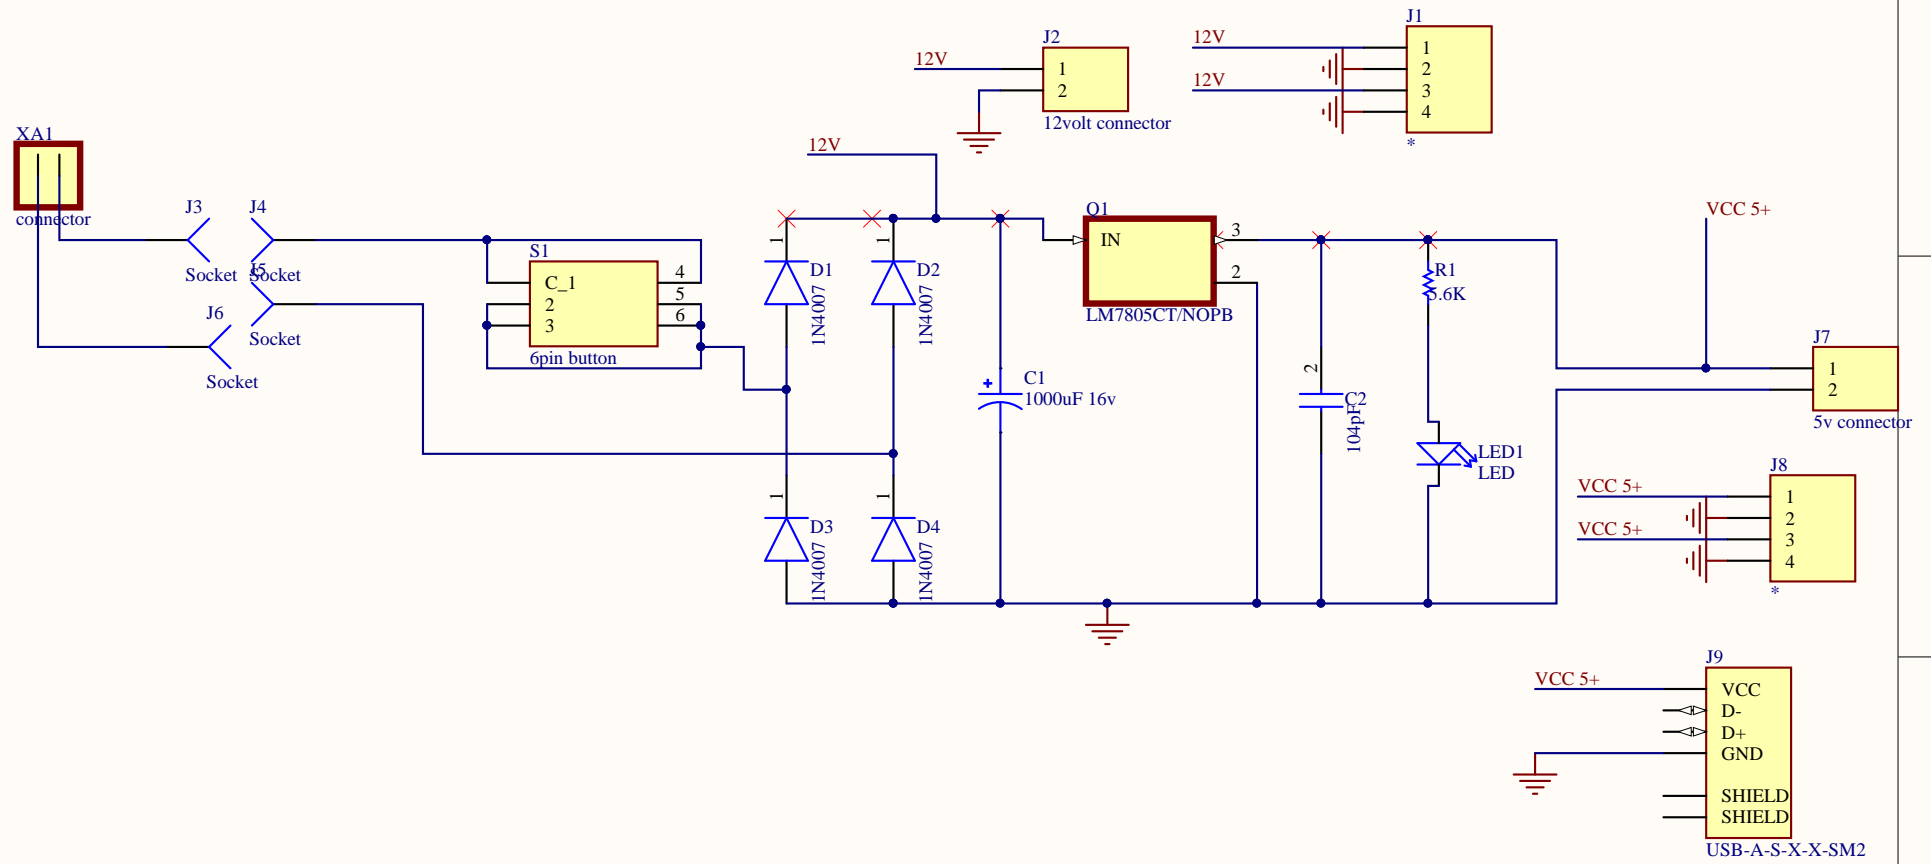 J1
12V
1
2
12V
3
4
*
J2
12V
1
2
12volt connector
XA1
connector
12V
J3
Socket
J4
Socket
J5
Socket
J6
Socket
S1
C_1
2
3
4
5
6
6pin button
1
D1
1N4007
1
D2
1N4007
1
D3
1N4007
1
D4
1N4007
C1
1000uF 16v
Q1
IN
3
2
LM7805CT/NOPB
2
C2
104pF
R1
5.6K
LED1
LED
VCC 5+
J7
1
2
5v connector
J8
VCC 5+
1
2
VCC 5+
3
4
*
J9
VCC 5+
VCC
D-
D+
GND
SHIELD
SHIELD
USB-A-S-X-X-SM2